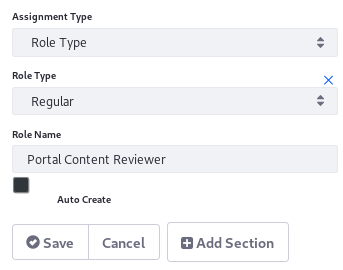 Assignment Type
Role Type
Role Type
Regular
Role Name
Portal Content Reviewer
Auto Create
Save Cancel Add Section